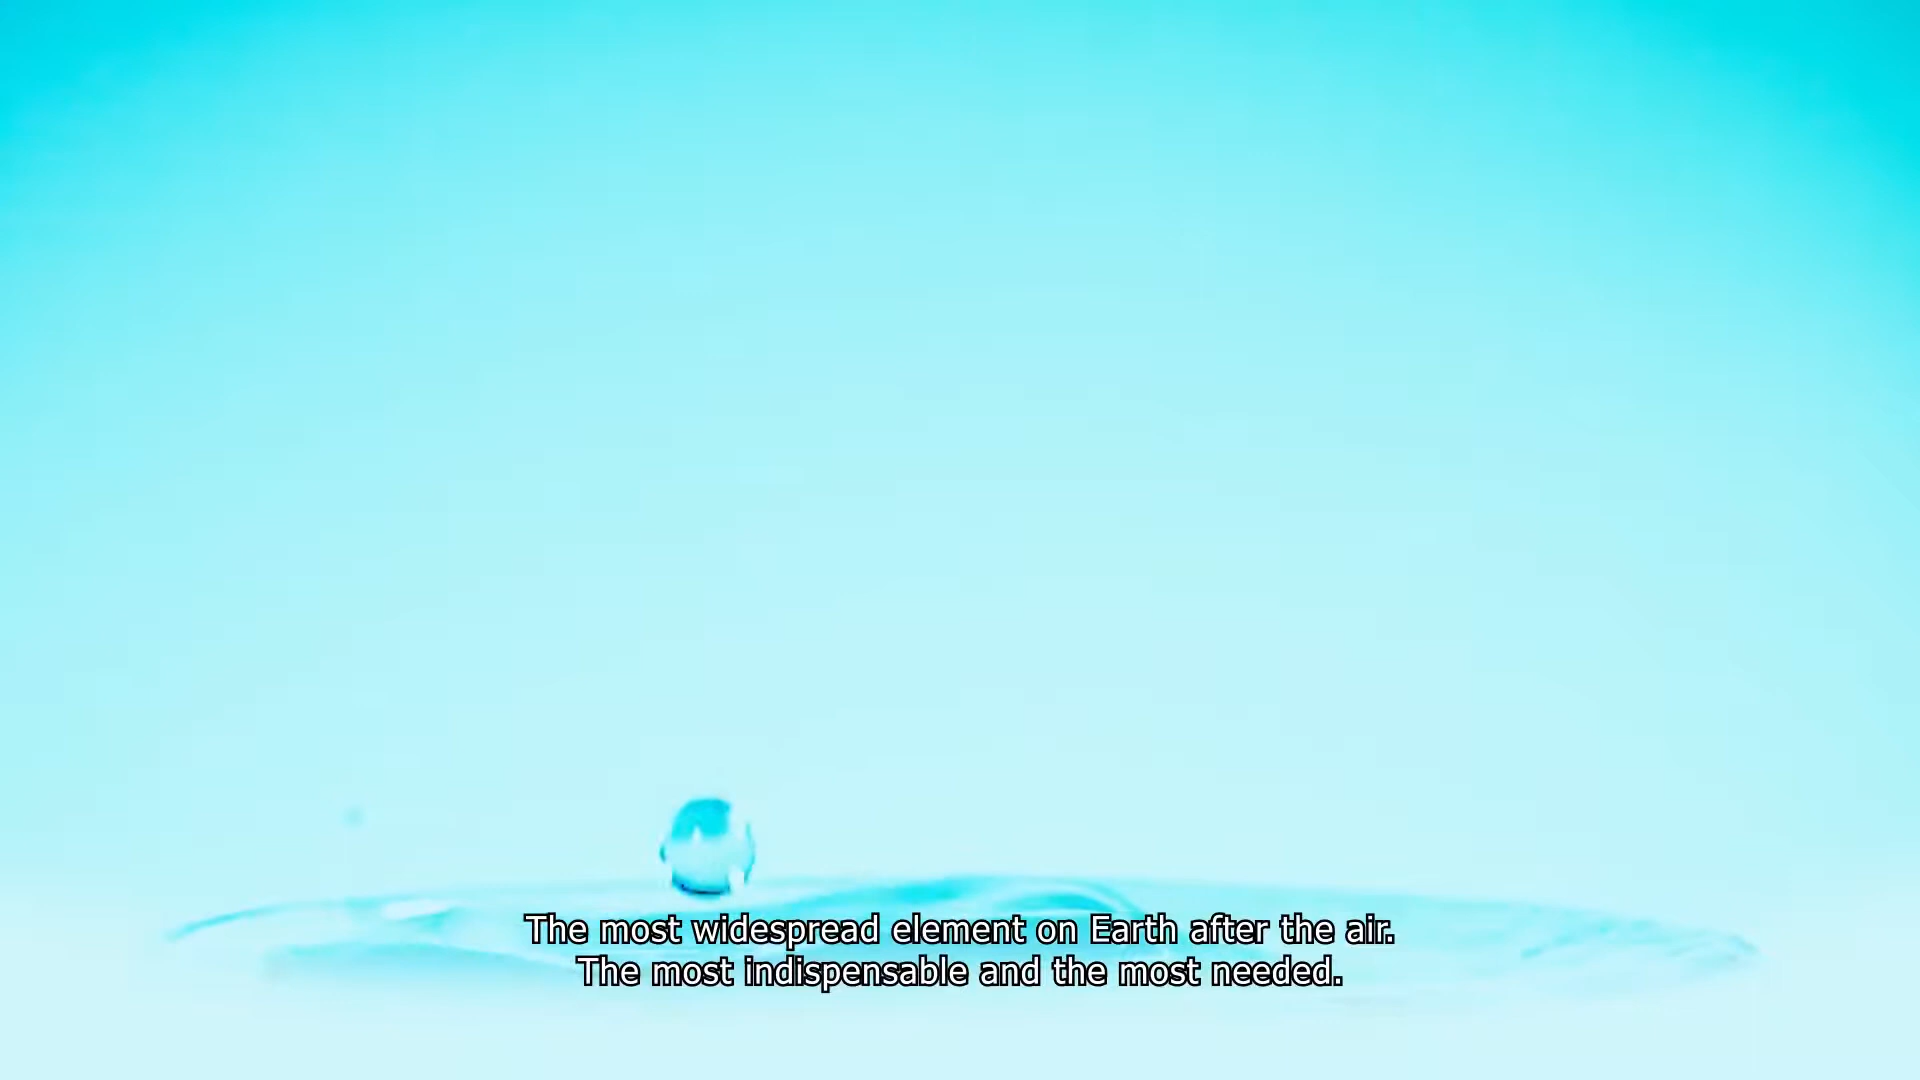 The most widespread element on Earth after the air.
The most indispensable and the most needed.